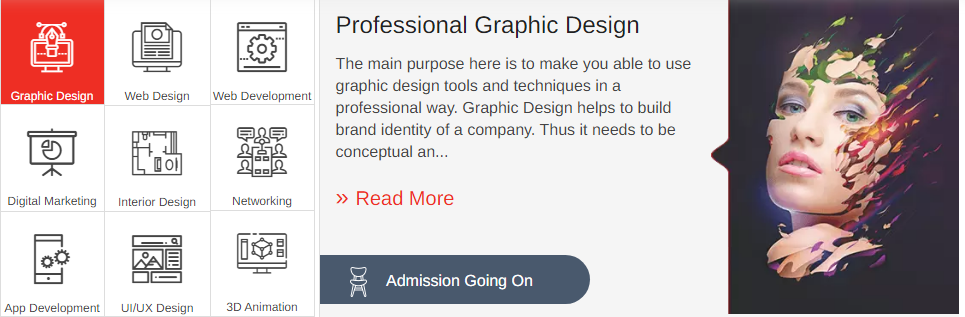 Graphic Design
Web Design
Web Development
Digital Marketing
Interior Design
Networking
App Development
UI/UX Design
3D Animation
Professional Graphic Design
The main purpose here is to make you able to use
graphic design tools and techniques in a
professional way. Graphic Design helps to build
brand identity of a company. Thus it needs to be
conceptual an...
» Read More
Admission Going On